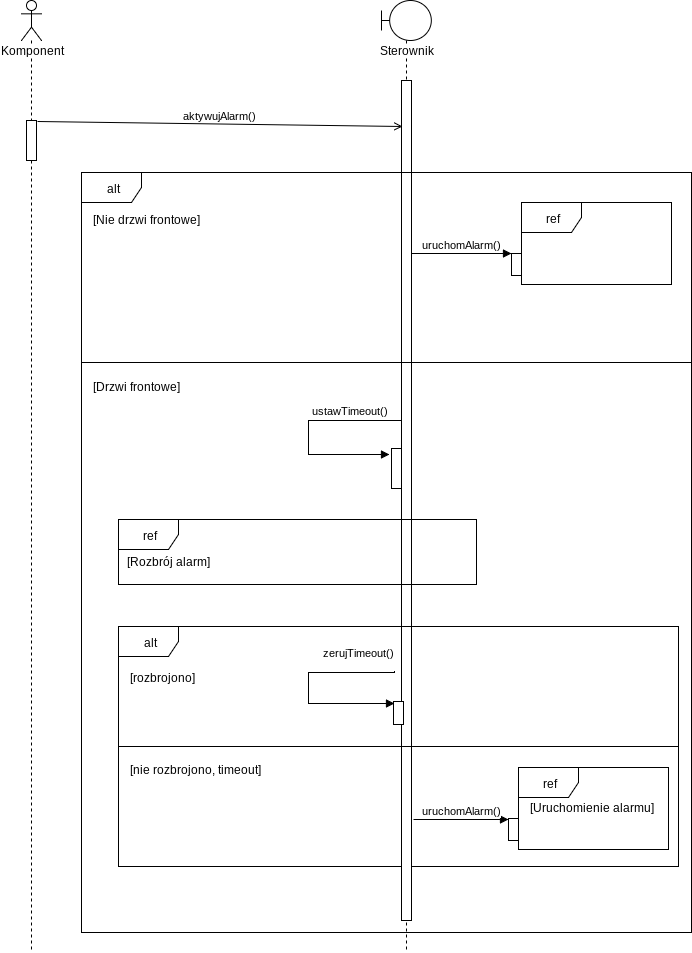 Komponent
Sterownik
aktywujAlarm()
alt
[Nie drzwi frontowe]
ref
uruchomAlarm()
[Drzwi frontowe]
ustawTimeout()
ref
[Rozbrój alarm]
alt
zerujTimeout()
[rozbrojono]
[nie rozbrojono, timeout]
ref
[Uruchomienie alarmu]
uruchomAlarm()